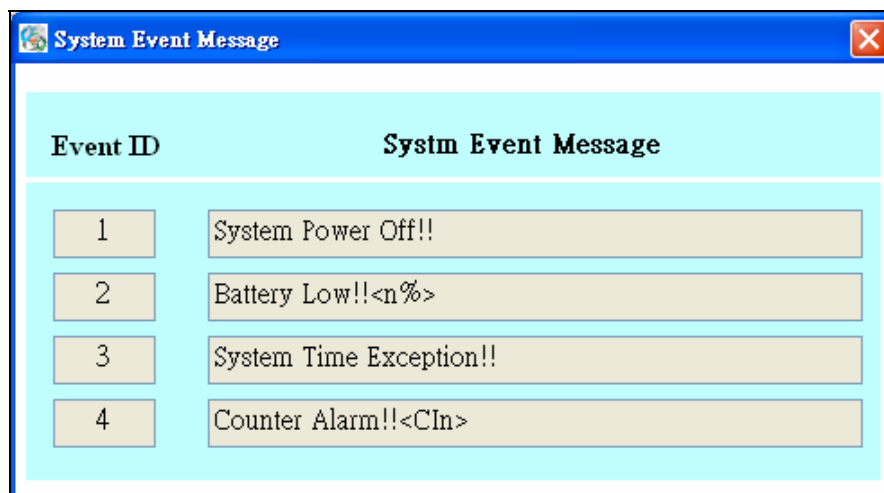 System Event Message
Event ID Systm Event Message
1 System Power Off!!
2 Battery Low!!<n%>
3 System Time Exception!!
4 Counter Alarm!!<CIn>